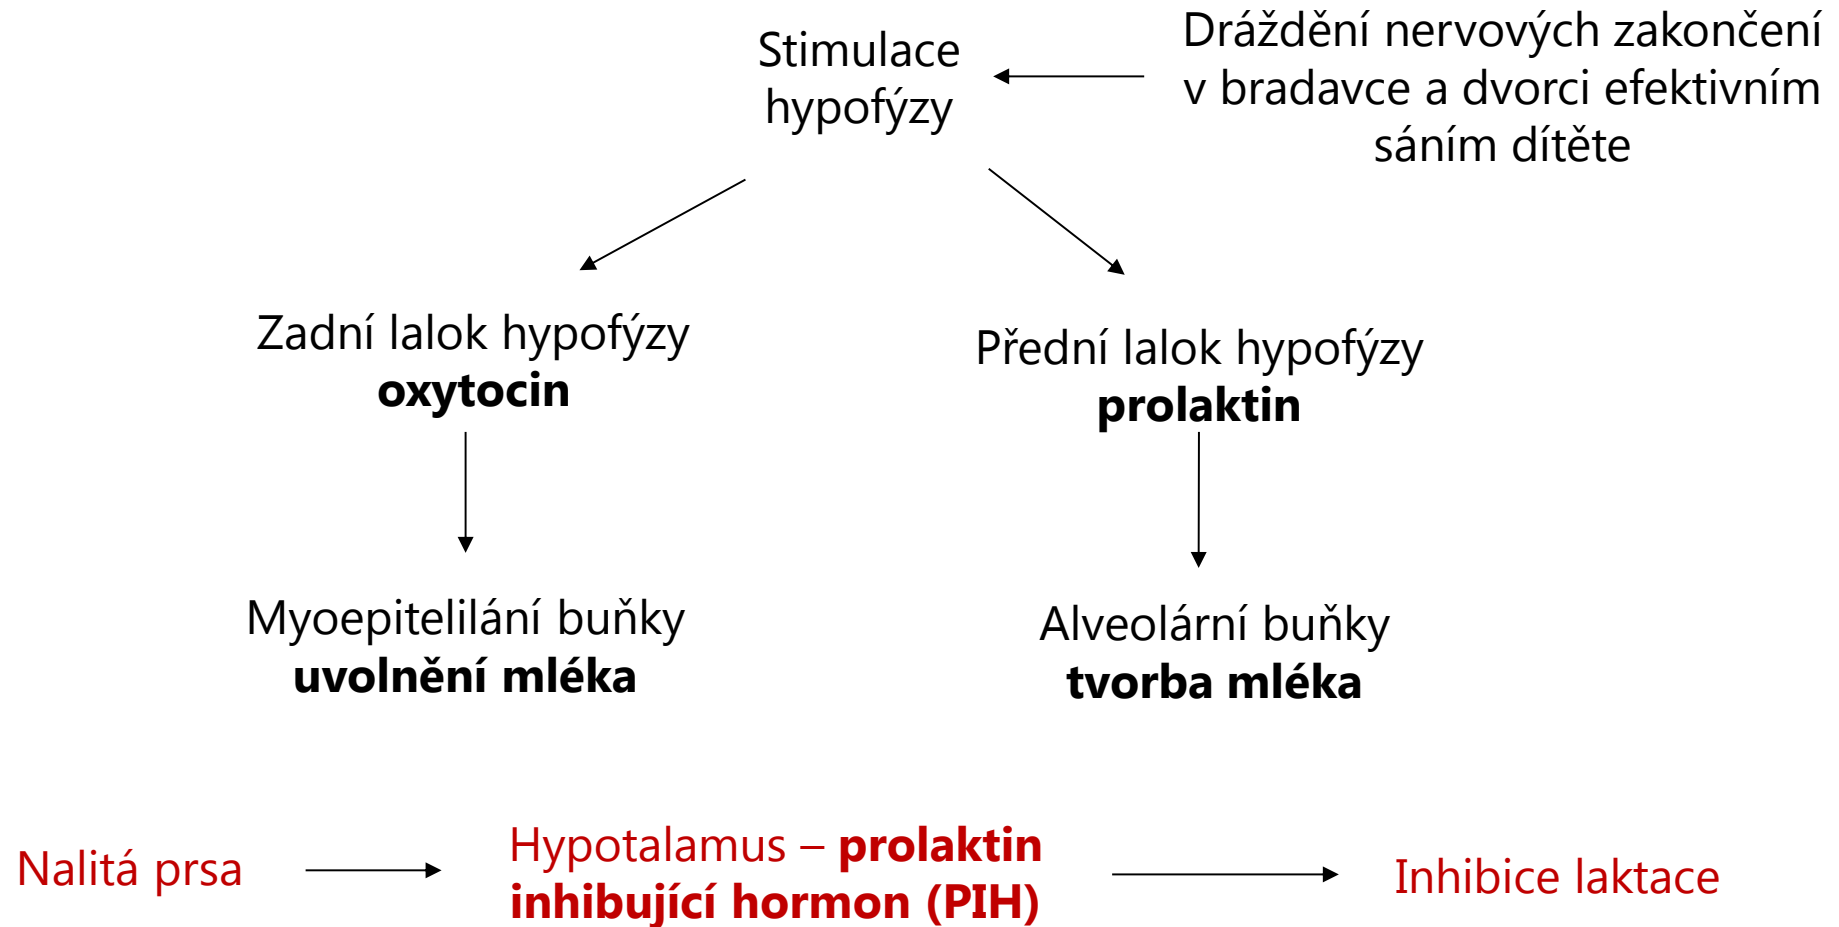 Stimulace
hypofýzy
Dráždění nervových zakončení
v bradavce a dvorci efektivním
sáním dítěte
Zadní lalok hypofýzy
oxytocin
Přední lalok hypofýzy
prolaktin
Myoepitelilání buňky
uvolnění mléka
Alveolární buňky
tvorba mléka
Nalitá prsa
Hypotalamus – prolaktin
inhibující hormon (PIH)
Inhibice laktace